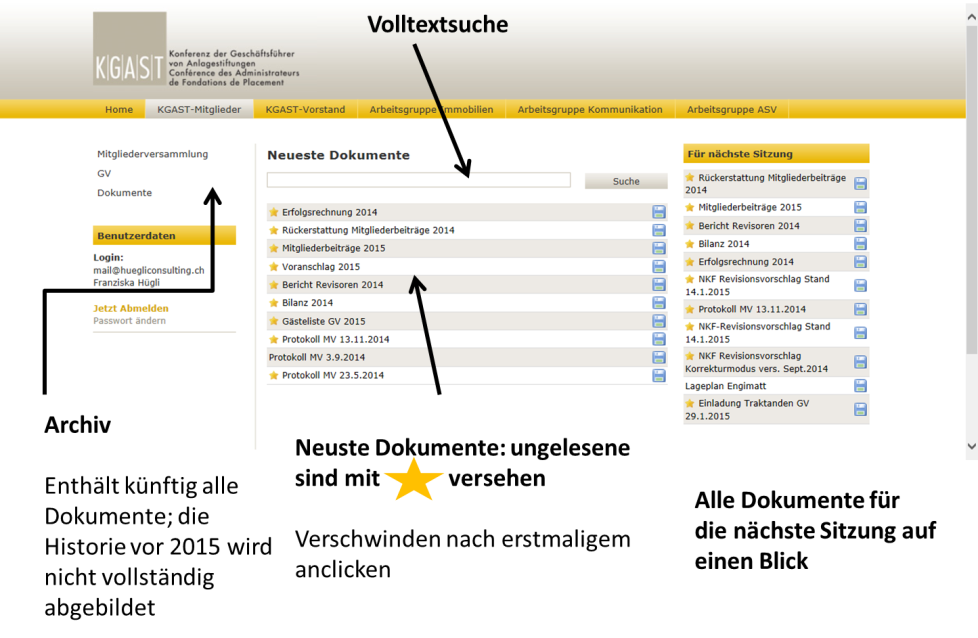 Volltextsuche
K|G|A|S|T
Konferenz der Geschäftsführer
von Anlagestiftungen
Conférence des Administrateurs
de Fondations de Placement
Home KGAST-Mitglieder KGAST-Vorstand Arbeitsgruppe Immobilien Arbeitsgruppe Kommunikation Arbeitsgruppe ASV
Mitgliederversammlung
GV
Dokumente
Benutzerdaten
Login:
mail@huegliconsulting.ch
Franziska Hügli
Jetzt Abmelden
Passwort ändern
Neueste Dokumente
Suche
Erfolgsrechnung 2014
Rückerstattung Mitgliederbeiträge 2014
Mitgliederbeiträge 2015
Voranschlag 2015
Bericht Revisoren 2014
Bilanz 2014
Gästeliste GV 2015
Protokoll MV 13.11.2014
Protokoll MV 3.9.2014
Protokoll MV 23.5.2014
Für nächste Sitzung
Rückerstattung Mitgliederbeiträge
2014
Mitgliederbeiträge 2015
Bericht Revisoren 2014
Bilanz 2014
Erfolgsrechnung 2014
NKF Revisionsvorschlag Stand
14.1.2015
Protokoll MV 13.11.2014
NKF-Revisionsvorschlag Stand
14.1.2015
NKF Revisionsvorschlag
Korrekturmodus vers. Sept.2014
Lageplan Engimatt
Einladung Traktanden GV
29.1.2015
Archiv
Enthält künftig alle
Dokumente; die
Historie vor 2015 wird
nicht vollständig
abgebildet
Neuste Dokumente: ungelesene
sind mit versehen
Verschwinden nach erstmaligem
anclicken
Alle Dokumente für
die nächste Sitzung auf
einen Blick